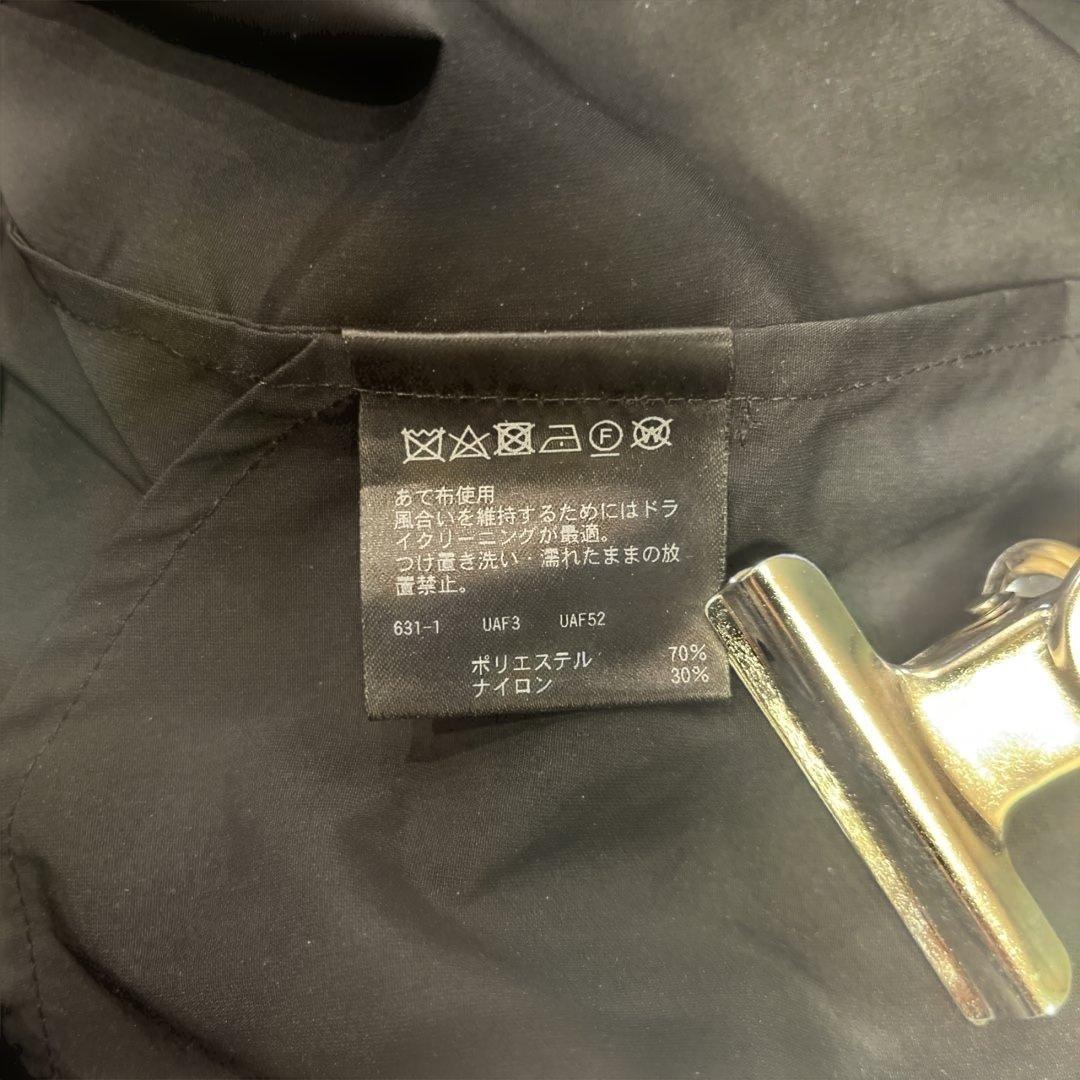 F W
あて布使用
風合いを維持するためにはドラ
イクリーニングが最適。
つけ置き洗い・濡れたままの放
置禁止。
631-1 UAF3 UAF52
ポリエステル 70%
ナイロン 30%